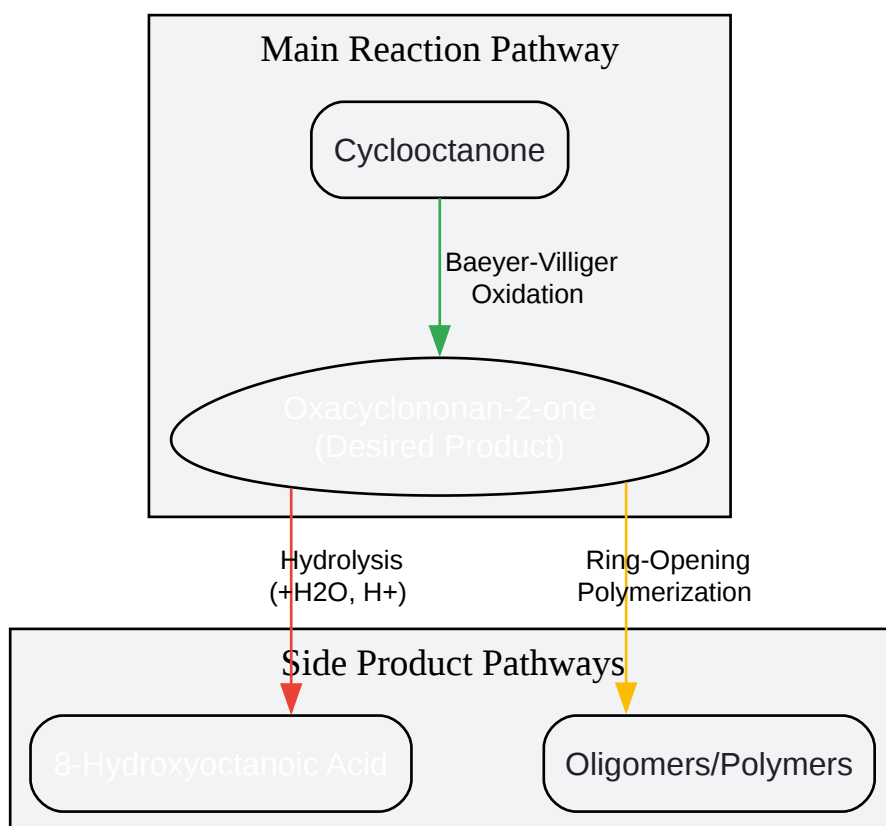 Main Reaction Pathway
Cyclooctanone
Baeyer-Villiger
Oxidation
Oxacyclononan-2-one
(Desired Product)
Hydrolysis
(+H2O, H+)
Ring-Opening
Polymerization
Side Product Pathways
8-Hydroxyoctanoic Acid
Oligomers/Polymers